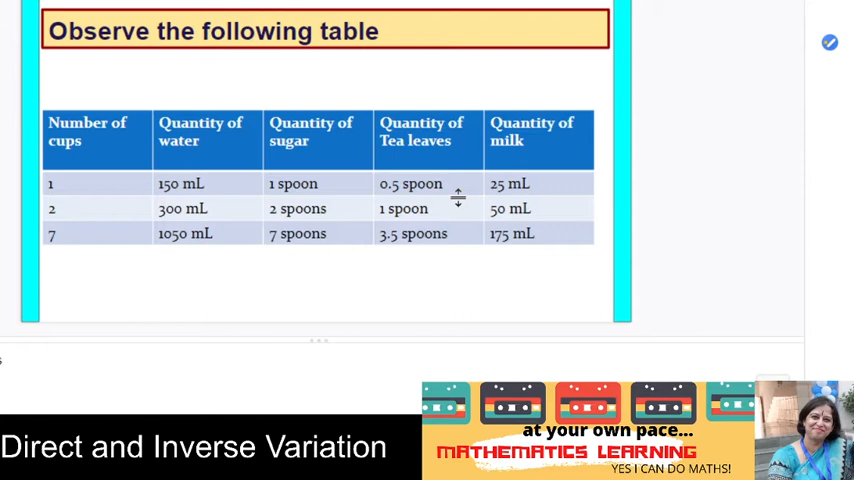 Observe the following table
Number of cups
Quantity of water
Quantity of sugar
Quantity of Tea leaves
Quantity of milk
1 150 mL 1 spoon 0.5 spoon 25 mL
2 300 mL 2 spoons 1 spoon 50 mL
7 1050 mL 7 spoons 3.5 spoons 175 mL
s
Direct and Inverse Variation
at your own pace...
MATHEMATICS LEARNING
YES I CAN DO MATHS!